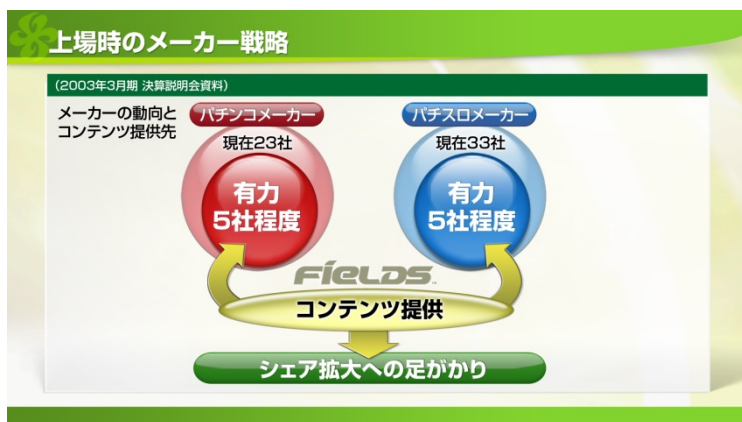 上場時のメーカー戦略
(2003年3月期 決算説明会資料)
メーカーの動向と
コンテンツ提供先
パチンコメーカー
現在23社
有力
5社程度
パチスロメーカー
現在33社
有力
5社程度
FIELDS
コンテンツ提供
シェア拡大への足がかり